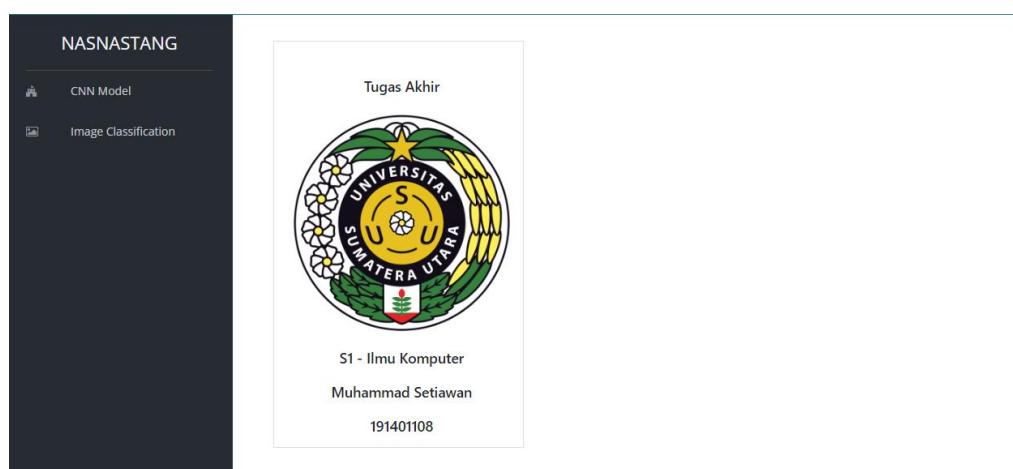 NASNASTANG
CNN Model
Image Classification
Tugas Akhir
UNIVERSITAS
SUMATERA UTARA
S
U U
S1 - Ilmu Komputer
Muhammad Setiawan
191401108